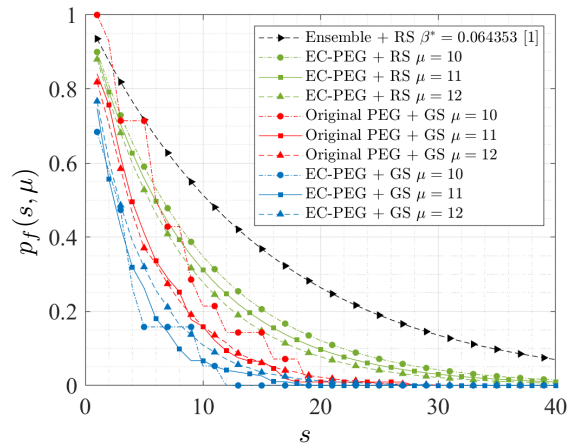 1
0.8
0.6
0.4
0.2
0
0
10
20
30
40
p_f(s, μ)
s
Ensemble + RS β* = 0.064353 [1]
EC-PEG + RS μ = 10
EC-PEG + RS μ = 11
EC-PEG + RS μ = 12
Original PEG + GS μ = 10
Original PEG + GS μ = 11
Original PEG + GS μ = 12
EC-PEG + GS μ = 10
EC-PEG + GS μ = 11
EC-PEG + GS μ = 12